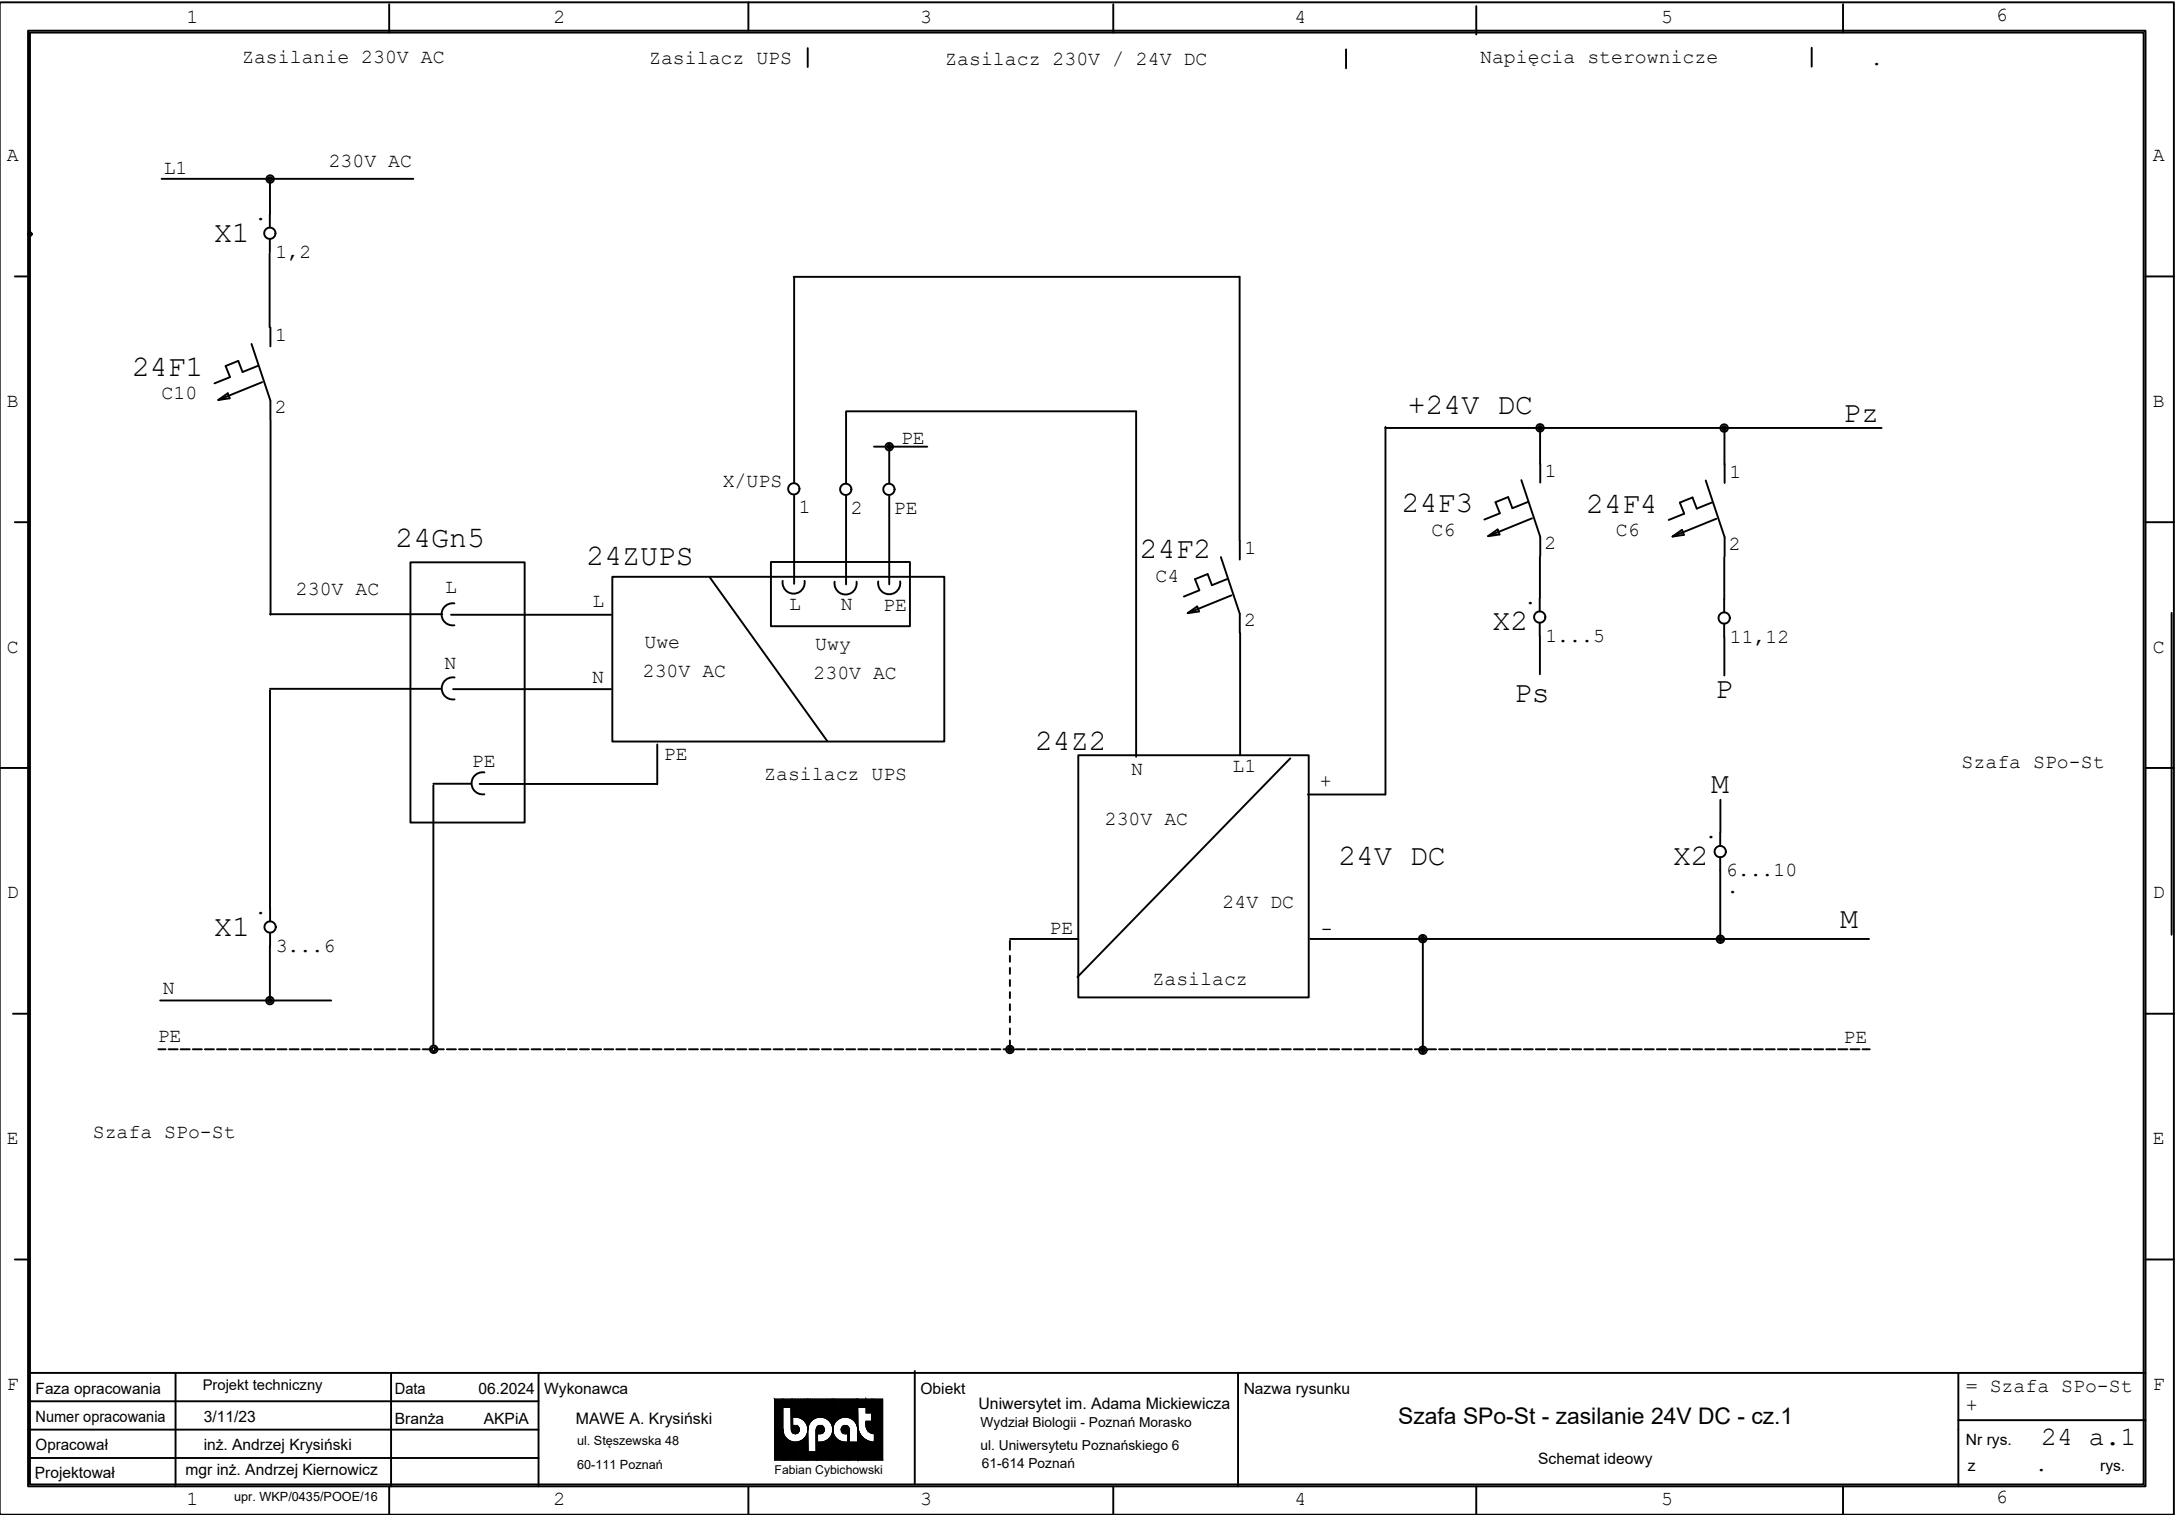 1 2 3 4 5 6
Zasilanie 230V AC Zasilacz UPS Zasilacz 230V / 24V DC Napięcia sterownicze .
A A
L1 230V AC
X1
1,2
1
24F1
C10
2
B B
+24V DC Pz
PE
X/UPS
1 2 PE
1 1
24F3 24F4
C6 C6
2 2
24Gn5
24ZUPS
24F2
1
C4
2
230V AC L L
L N PE
X2
1...5 11,12
Uwe Uwy
230V AC 230V AC
C C
N N
Ps P
PE PE
Zasilacz UPS
24Z2
N L1
+
Szafa SPo-St
M
230V AC
24V DC
X2
6...10
.
D D
24V DC
X1
3...6
PE - M
Zasilacz
N
PE PE
Szafa SPo-St
E E
F F
Faza opracowania Projekt techniczny
Numer opracowania 3/11/23
Opracował inż. Andrzej Krysiński
Projektował mgr inż. Andrzej Kiernowicz
upr. WKP/0435/POOE/16
Data 06.2024
Branża AKPiA
Wykonawca
MAWE A. Krysiński
ul. Stęszewska 48
60-111 Poznań
bpat
Fabian Cybichowski
Obiekt
Uniwersytet im. Adama Mickiewicza
Wydział Biologii - Poznań Morasko
ul. Uniwersytetu Poznańskiego 6
61-614 Poznań
Nazwa rysunku
Szafa SPo-St - zasilanie 24V DC - cz.1
Schemat ideowy
= Szafa SPo-St
+
Nr rys. 24 a.1
z . rys.
1 2 3 4 5 6